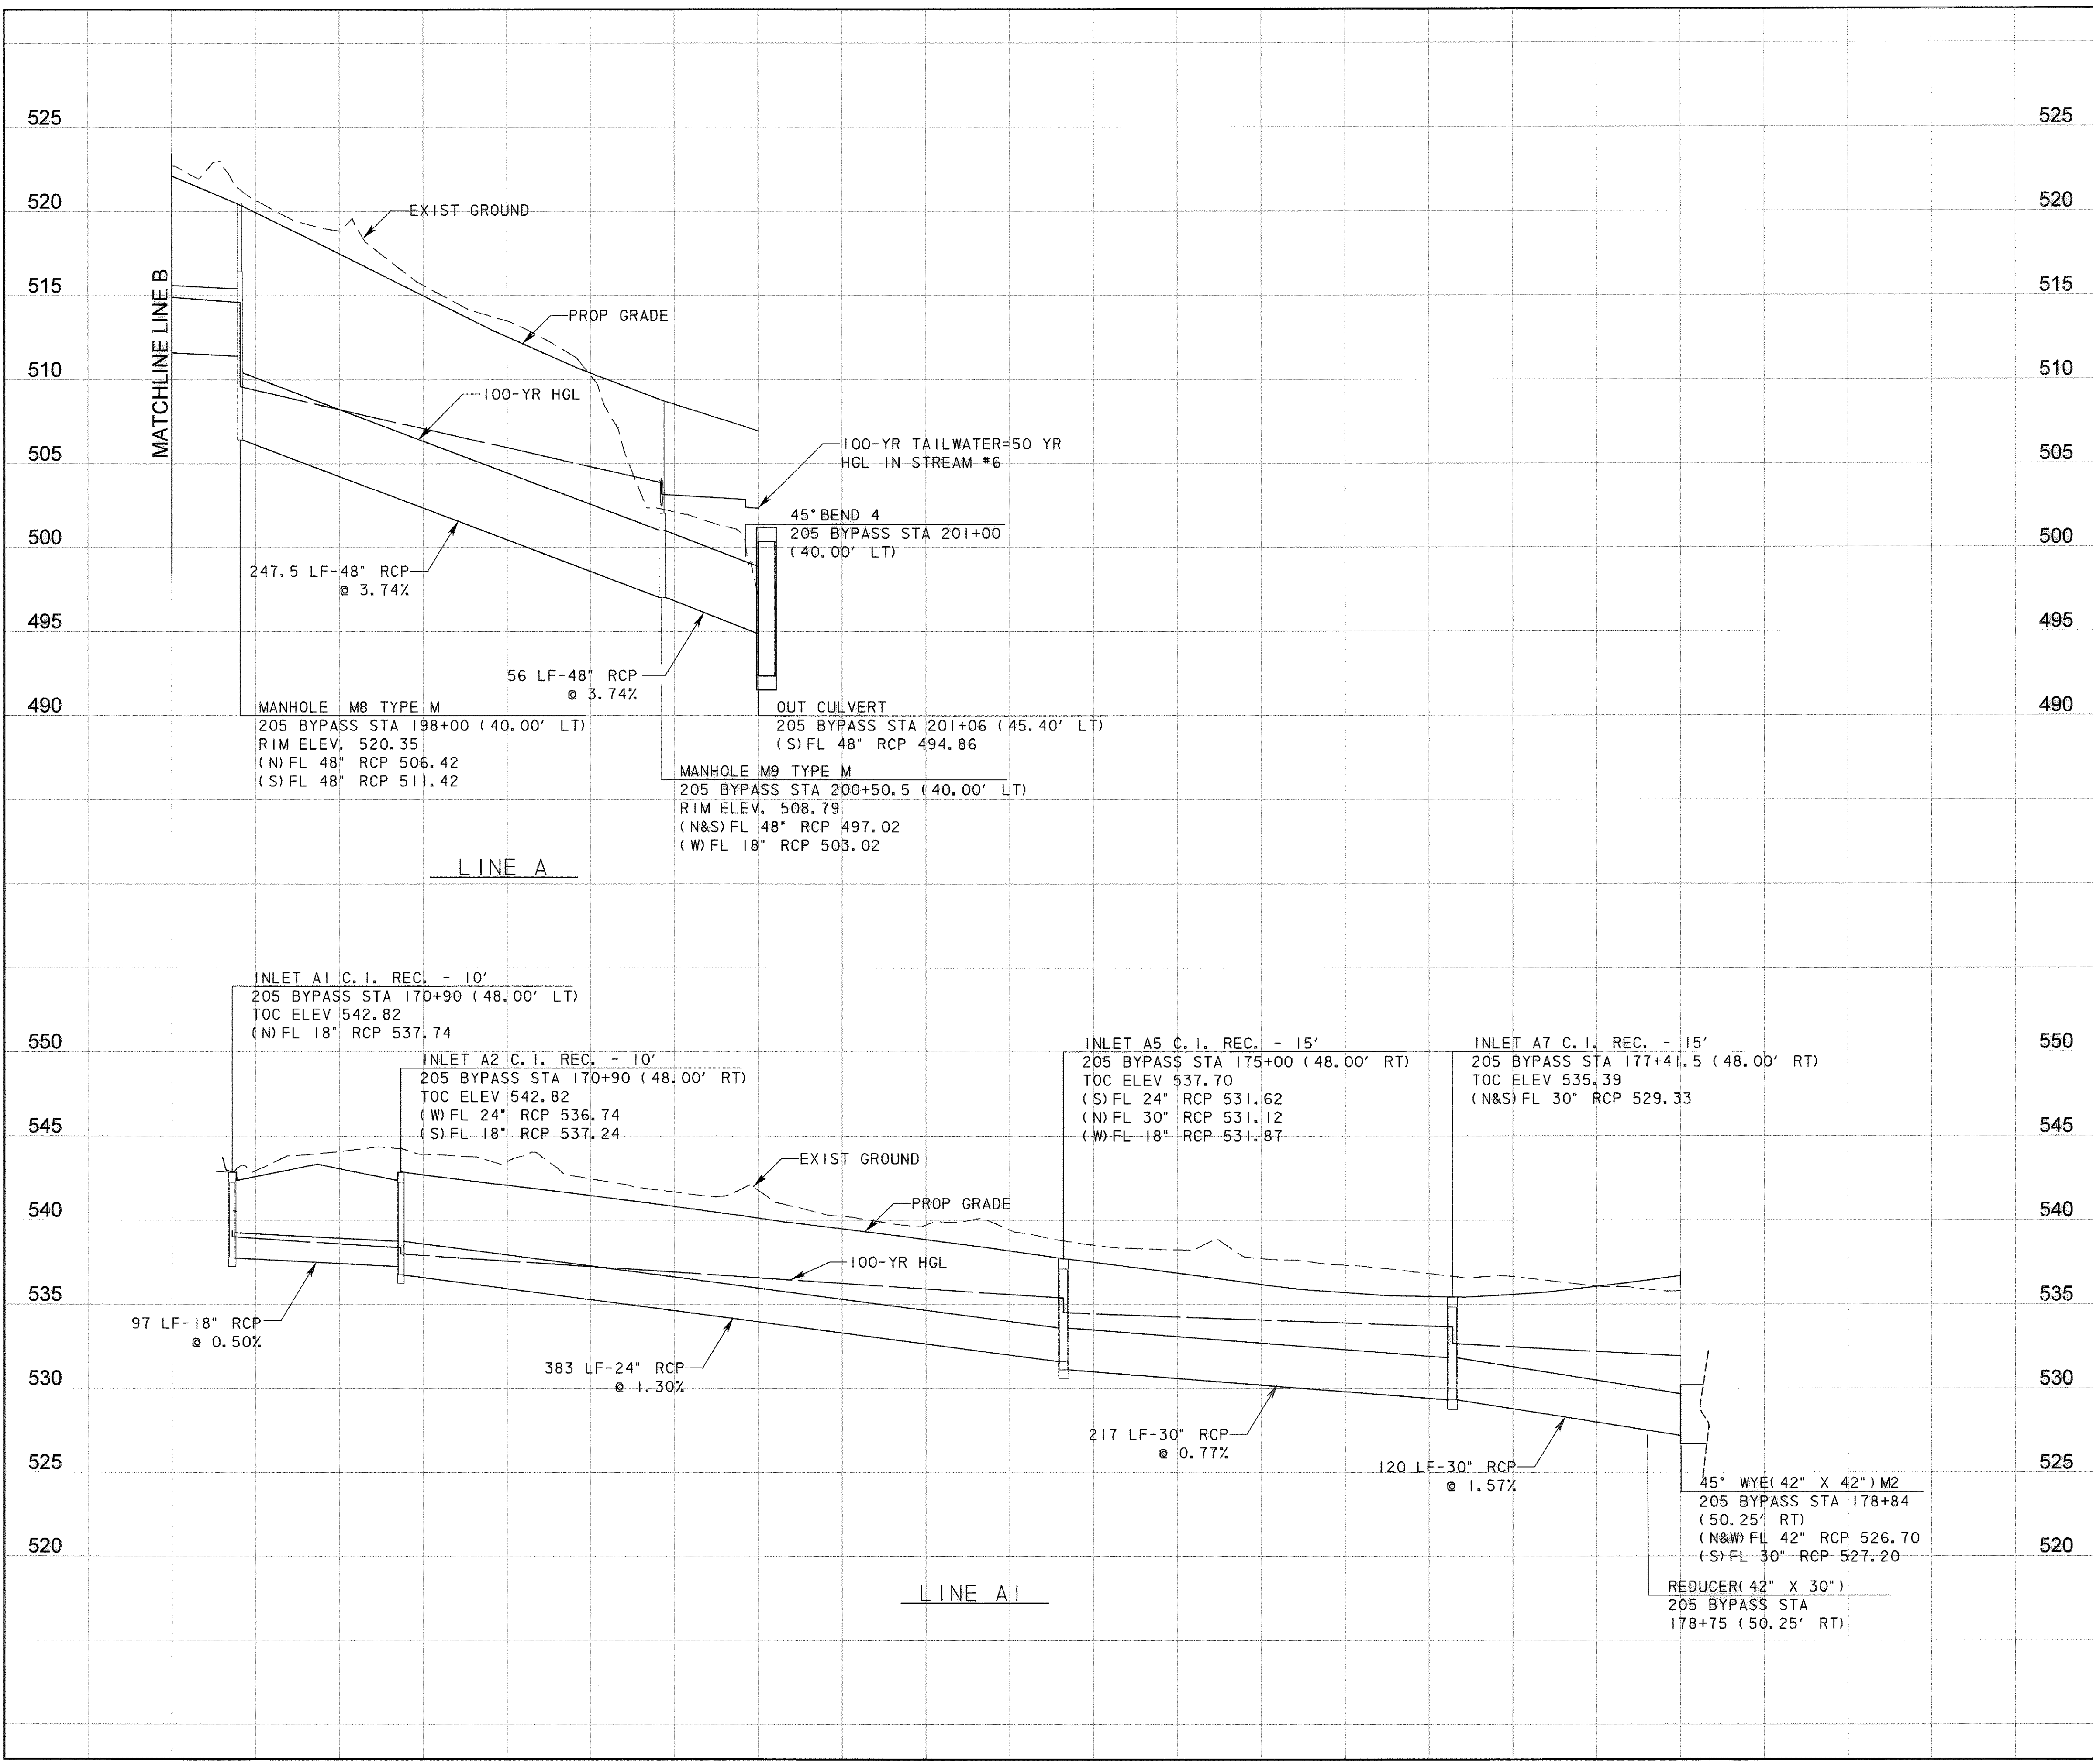 525
525
520
520
515
515
510
510
505
505
500
500
495
495
490
490
MATCHLINE LINE B
EXIST GROUND
PROP GRADE
100-YR HGL
100-YR TAILWATER=50 YR
HGL IN STREAM #6
45° BEND 4
205 BYPASS STA 201+00
(40.00' LT)
247.5 LF-48" RCP
@ 3.74%
56 LF-48" RCP
@ 3.74%
MANHOLE M8 TYPE M
205 BYPASS STA 198+00 (40.00' LT)
RIM ELEV. 520.35
(N)FL 48" RCP 506.42
(S)FL 48" RCP 511.42
OUT CULVERT
205 BYPASS STA 201+06 (45.40' LT)
(S)FL 48" RCP 494.86
MANHOLE M9 TYPE M
205 BYPASS STA 200+50.5 (40.00' LT)
RIM ELEV. 508.79
(N&S)FL 48" RCP 497.02
(W)FL 18" RCP 503.02
LINE A
INLET A1 C.I. REC. - 10'
205 BYPASS STA 170+90 (48.00' LT)
TOC ELEV 542.82
(N)FL 18" RCP 537.74
INLET A2 C.I. REC. - 10'
205 BYPASS STA 170+90 (48.00' RT)
TOC ELEV 542.82
(W)FL 24" RCP 536.74
(S)FL 18" RCP 537.24
INLET A5 C.I. REC. - 15'
205 BYPASS STA 175+00 (48.00' RT)
TOC ELEV 537.70
(S)FL 24" RCP 531.62
(N)FL 30" RCP 531.12
(W)FL 18" RCP 531.87
INLET A7 C.I. REC. - 15'
205 BYPASS STA 177+41.5 (48.00' RT)
TOC ELEV 535.39
(N&S)FL 30" RCP 529.33
550
550
545
545
540
540
535
535
530
530
525
525
520
520
EXIST GROUND
PROP GRADE
100-YR HGL
97 LF-18" RCP
@ 0.50%
383 LF-24" RCP
@ 1.30%
217 LF-30" RCP
@ 0.77%
120 LF-30" RCP
@ 1.57%
45° WYE(42" X 42")M2
205 BYPASS STA 178+84
(50.25' RT)
(N&W)FL 42" RCP 526.70
(S)FL 30" RCP 527.20
REDUCER(42" X 30")
205 BYPASS STA
178+75 (50.25' RT)
LINE A1